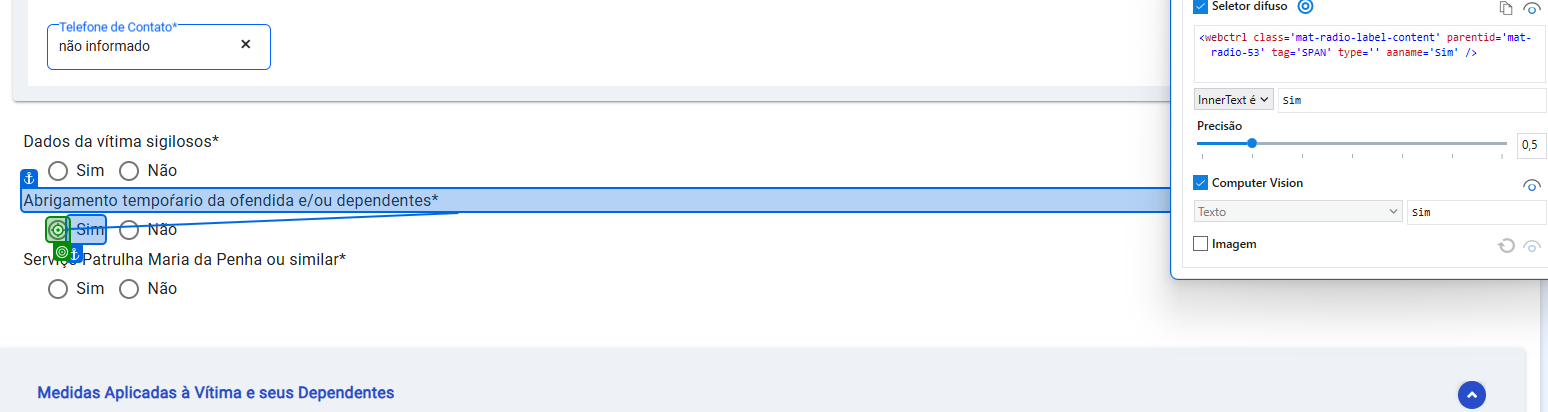 Telefone de Contato*
não informado
Dados da vítima sigilosos*
Sim Não
Abrigamento tempoŕario da ofendida e/ou dependentes*
Sim Não
Serviço Patrulha Maria da Penha ou similar*
Sim Não
Medidas Aplicadas à Vítima e seus Dependentes
Seletor difuso
<webctrl class='mat-radio-label-content' parentid='mat-
radio-53' tag='SPAN' type='' aaname='Sim' />
InnerText é Sim
Precisão
0,5
Computer Vision
Texto Sim
Imagem